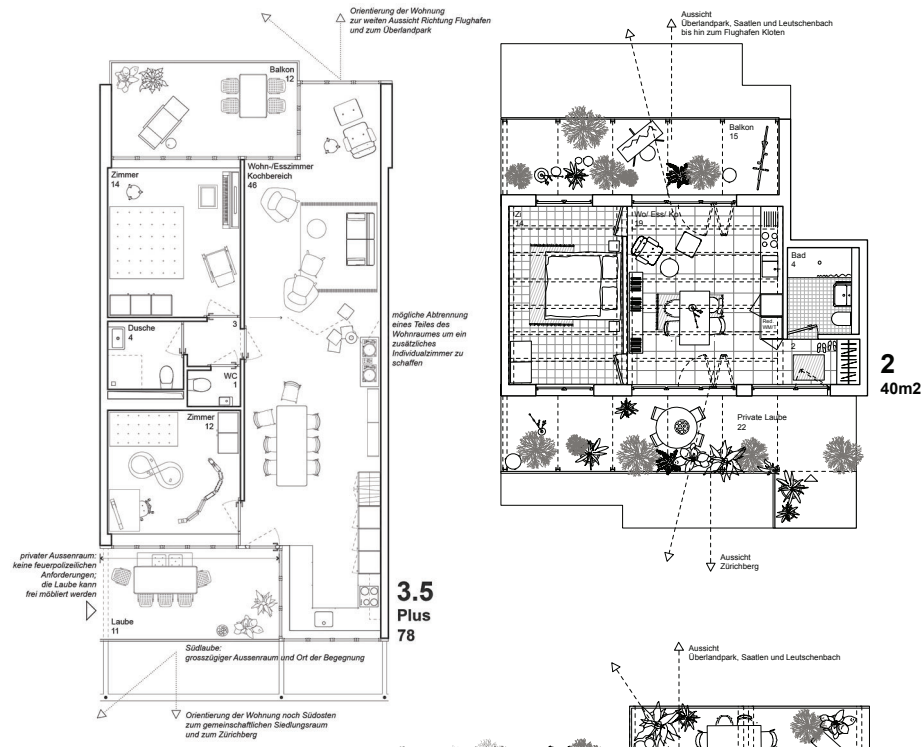 Orientierung der Wohnung
zur weiten Aussicht Richtung Flughafen
und zum Überlandpark
Balkon
12
Wohn-/Esszimmer
Kochbereich
46
Zimmer
14
3
Dusche
4
WC
1
Zimmer
12
mögliche Abtrennung
eines Teiles des
Wohnraumes um ein
zusätzliches
Individualzimmer zu
schaffen
privater Aussenraum:
keine feuerpolizeilichen
Anforderungen;
die Laube kann
frei möbliert werden
Laube
11
3.5
Plus
78
Südlaube:
grosszügiger Aussenraum und Ort der Begegnung
Orientierung der Wohnung noch Südosten
zum gemeinschaftlichen Siedlungsraum
und zum Zürichberg
Aussicht
Überlandpark, Saatlen und Leutschenbach
bis hin zum Flughafen Kloten
Balkon
15
Zi
14
Wo/ Ess/ Ko
19
Bad
4
Red.
WM/T
2
2
40m2
Private Laube
22
Aussicht
Zürichberg
Aussicht
Überlandpark, Saatlen und Leutschenbach